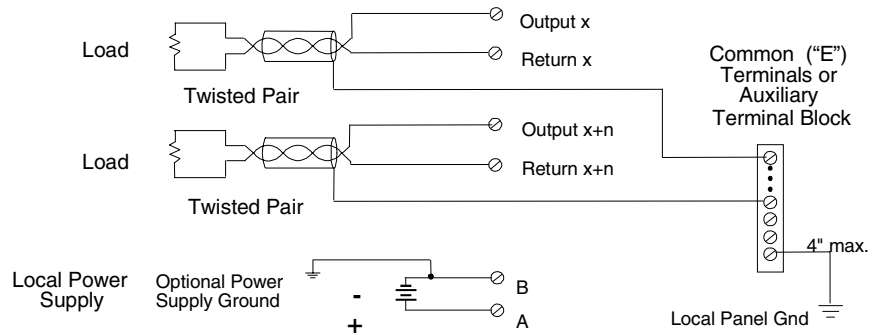 Load
Output x
Return x
Twisted Pair
Common ("E")
Terminals or
Auxiliary
Terminal Block
Load
Output x+n
Return x+n
Twisted Pair
4" max.
Local Power
Supply
Optional Power
Supply Ground
-
+
B
A
Local Panel Gnd